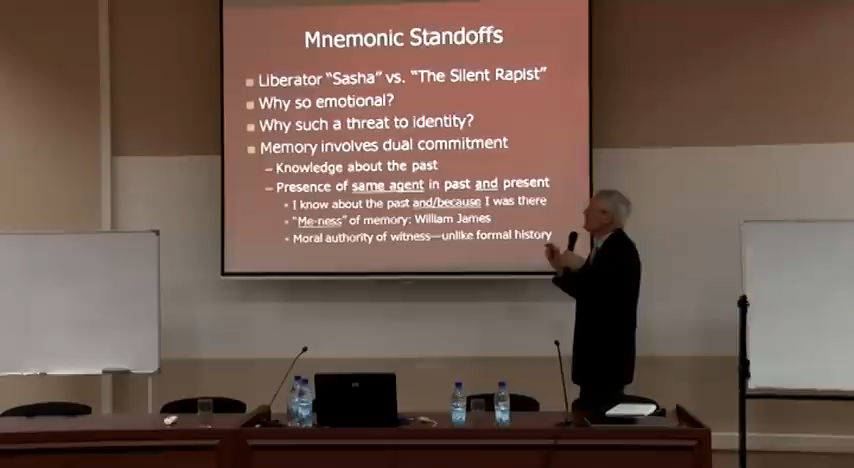 Mnemonic Standoffs
Liberator "Sasha" vs. "The Silent Rapist"
Why so emotional?
Why such a threat to identity?
Memory involves dual commitment
– Knowledge about the past
– Presence of same agent in past and present
• I know about the past and/because I was there
• "Me-ness" of memory: William James
• Moral authority of witness—unlike formal history